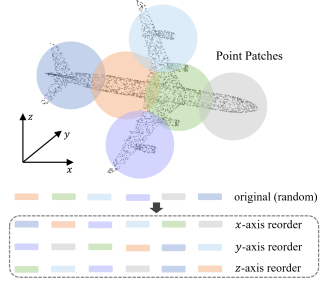 Point Patches
z
y
x
original (random)
x-axis reorder
y-axis reorder
z-axis reorder